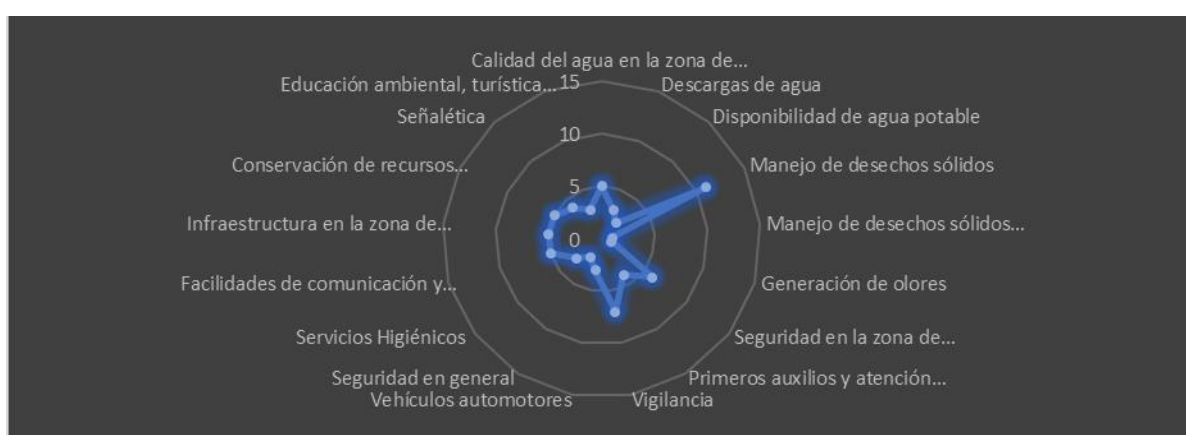 Calidad del agua en la zona de...
Descargas de agua
Disponibilidad de agua potable
Manejo de desechos sólidos
Manejo de desechos sólidos...
Generación de olores
Seguridad en la zona de...
Primeros auxilios y atención...
Vigilancia
Vehículos automotores
Seguridad en general
Servicios Higiénicos
Facilidades de comunicación y...
Infraestructura en la zona de...
Conservación de recursos...
Señalética
Educación ambiental, turística...
15
10
5
0